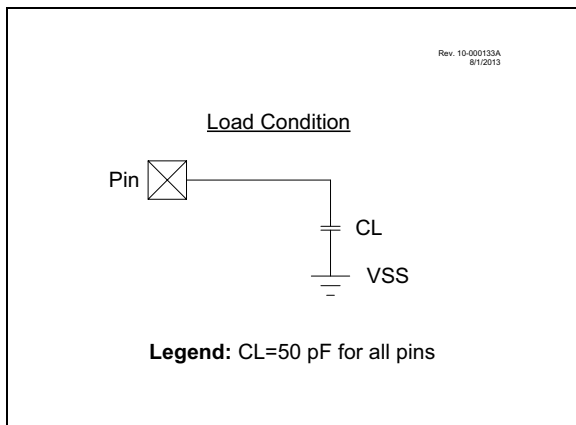 Rev. 10-000133A
8/1/2013
Load Condition
Pin
CL
VSS
Legend: CL=50 pF for all pins